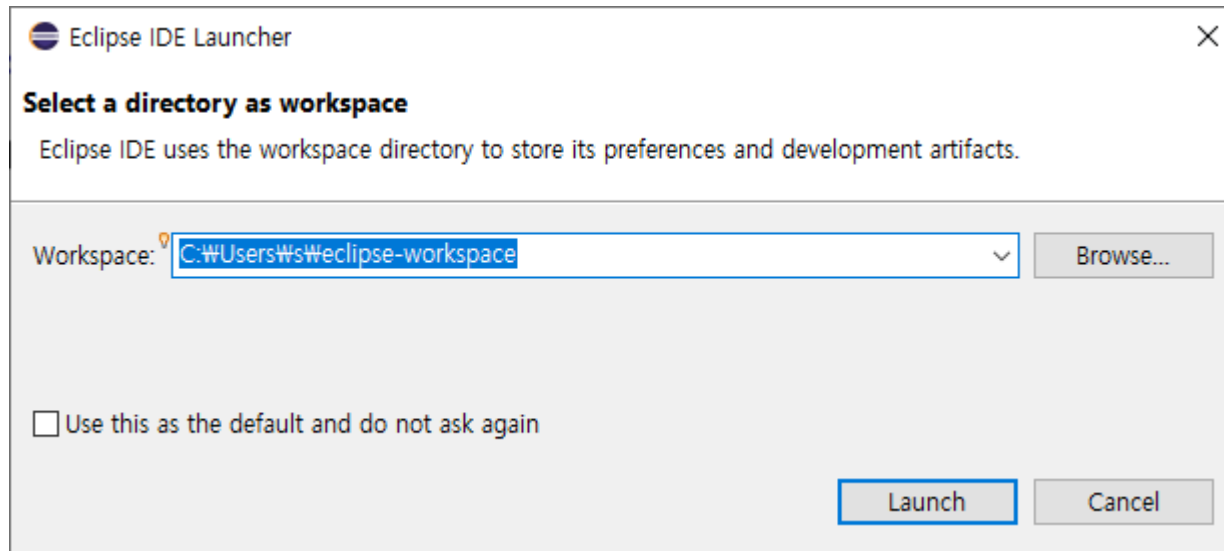 Eclipse IDE Launcher
Select a directory as workspace
Eclipse IDE uses the workspace directory to store its preferences and development artifacts.
Workspace: C:₩Users₩s₩eclipse-workspace Browse...
Use this as the default and do not ask again
Launch Cancel